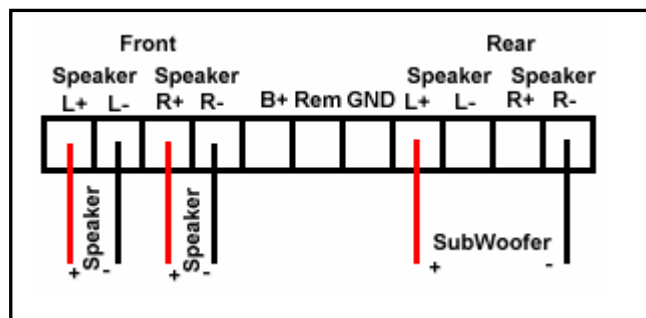 Front Rear
Speaker Speaker Speaker Speaker
L+ L- R+ R- B+ Rem GND L+ L- R+ R-
Speaker Speaker SubWoofer
+ - + - + -